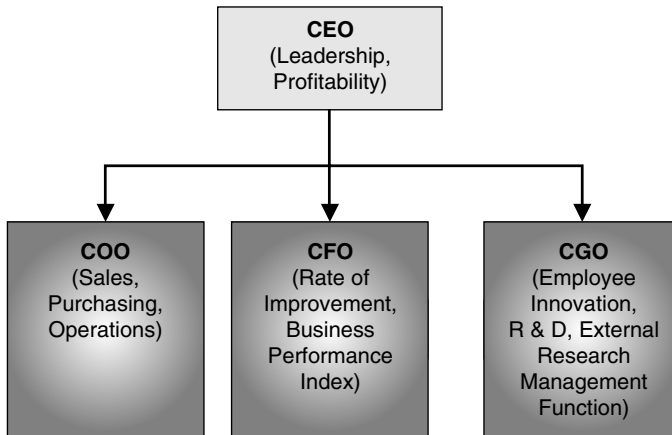 CEO
(Leadership,
Profitability)
COO
(Sales,
Purchasing,
Operations)
CFO
(Rate of
Improvement,
Business
Performance
Index)
CGO
(Employee
Innovation,
R & D, External
Research
Management
Function)